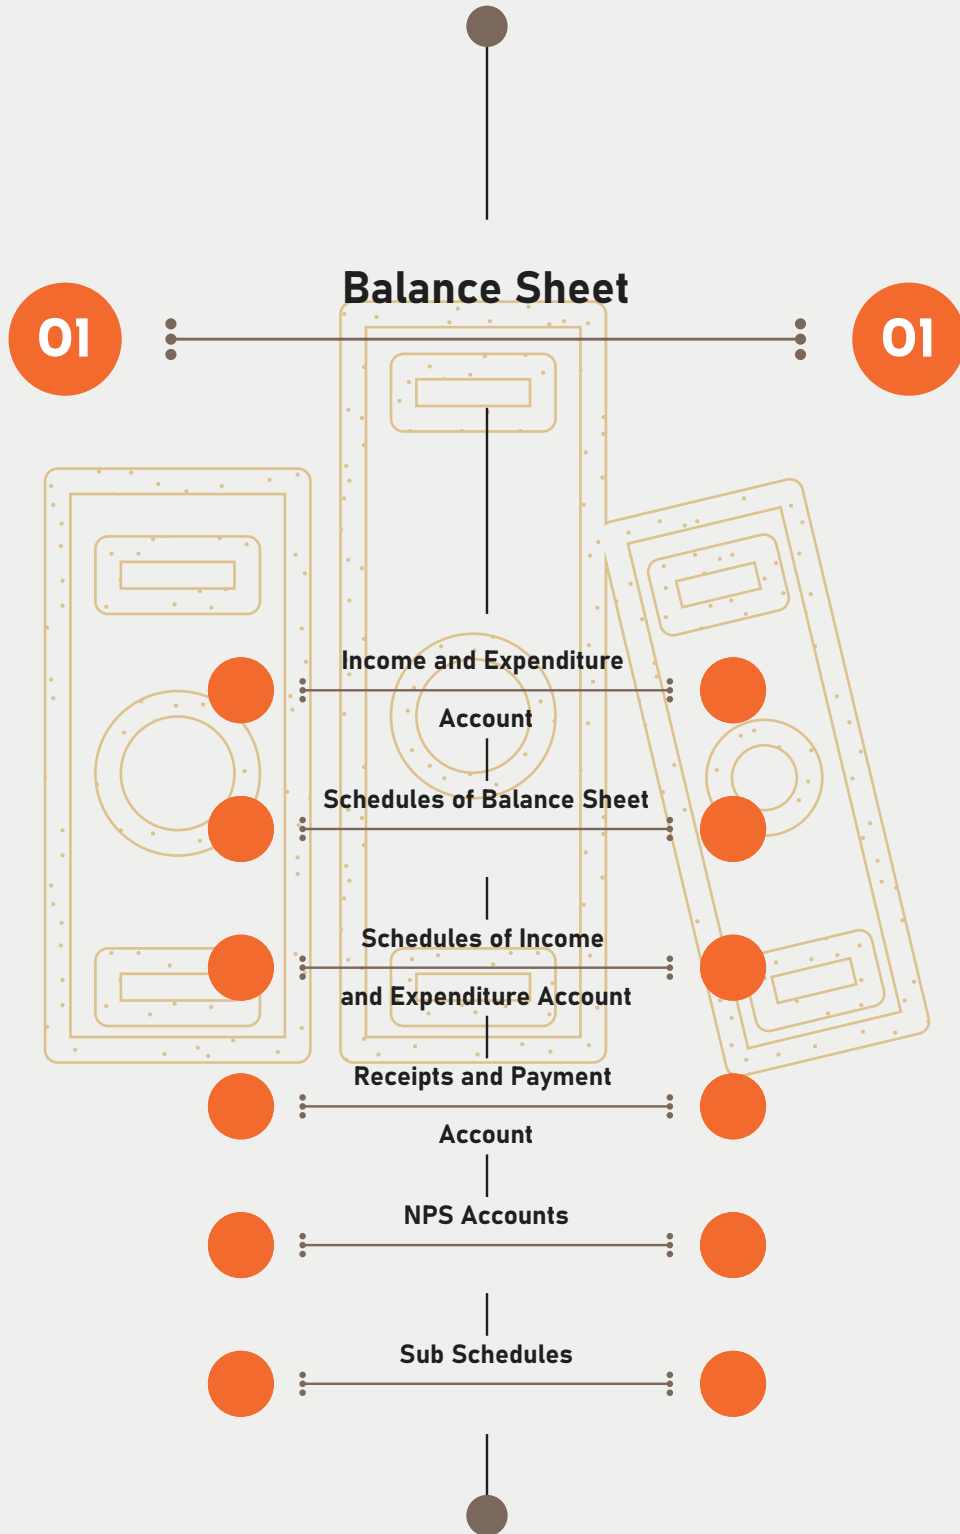 Balance Sheet
01 01
Income and Expenditure
Account
Schedules of Balance Sheet
Schedules of Income
and Expenditure Account
Receipts and Payment
Account
NPS Accounts
Sub Schedules